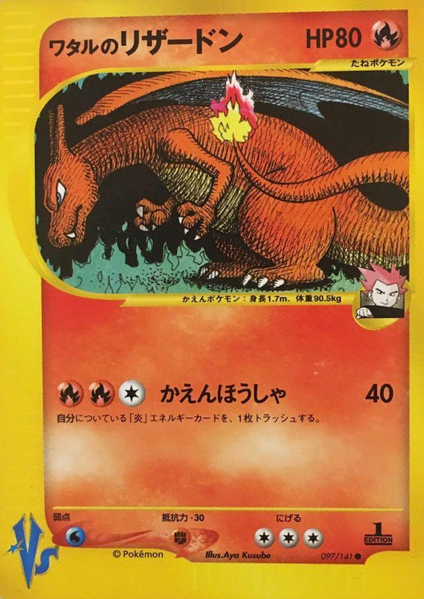 ワタルのリザードン HP80
たねポケモン
かえんポケモン：身長1.7m、体重90.5kg
かえんほうしゃ 40
自分についている「炎」エネルギーカードを、1枚トラッシュする。
弱点 抵抗力-30 にげる
© Pokémon Illus.Aya Kusube 097/141 ●
1 EDITION
VS